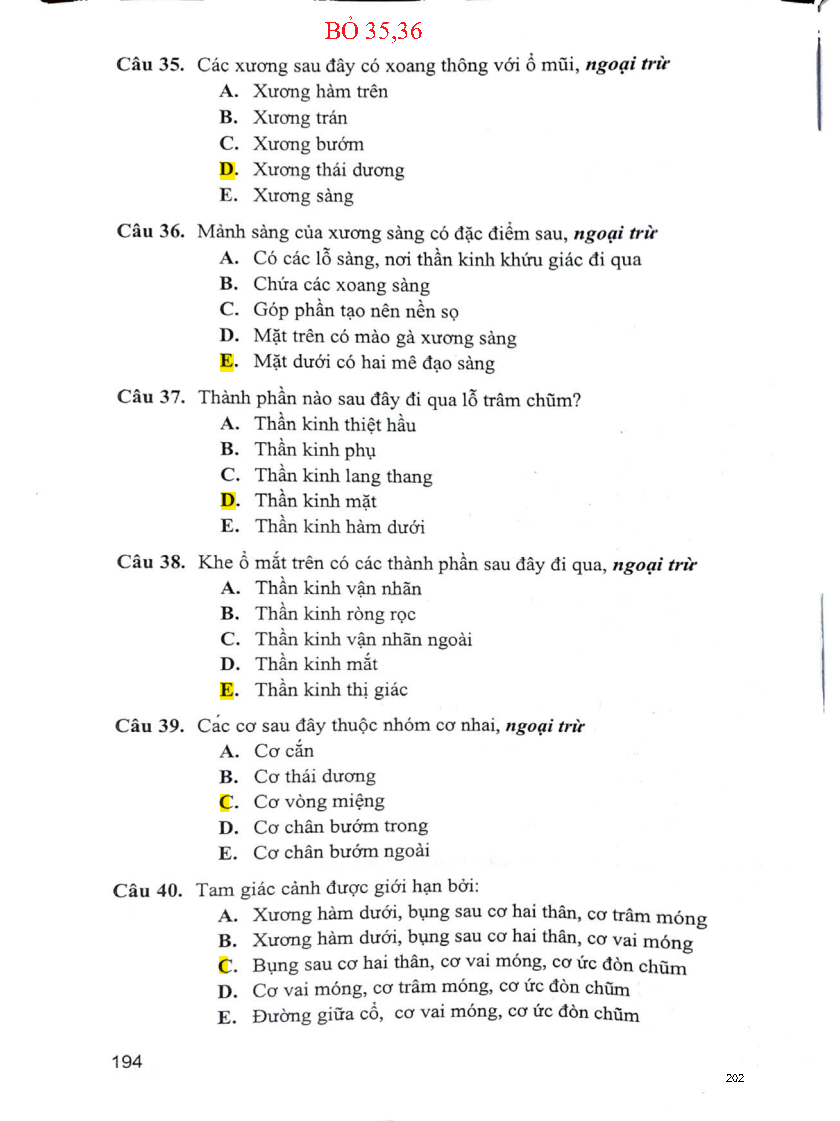 BỎ 35,36
Câu 35. Các xương sau đây có xoang thông với ổ mũi, ngoại trừ
A. Xương hàm trên
B. Xương trán
C. Xương bướm
D. Xương thái dương
E. Xương sàng
Câu 36. Mảnh sàng của xương sàng có đặc điểm sau, ngoại trừ
A. Có các lỗ sàng, nơi thần kinh khứu giác đi qua
B. Chứa các xoang sàng
C. Góp phần tạo nên nền sọ
D. Mặt trên có mào gà xương sàng
E. Mặt dưới có hai mê đạo sàng
Câu 37. Thành phần nào sau đây đi qua lỗ trâm chũm?
A. Thần kinh thiệt hầu
B. Thần kinh phụ
C. Thần kinh lang thang
D. Thần kinh mặt
E. Thần kinh hàm dưới
Câu 38. Khe ổ mắt trên có các thành phần sau đây đi qua, ngoại trừ
A. Thần kinh vận nhãn
B. Thần kinh ròng rọc
C. Thần kinh vận nhãn ngoài
D. Thần kinh mắt
E. Thần kinh thị giác
Câu 39. Các cơ sau đây thuộc nhóm cơ nhai, ngoại trừ
A. Cơ cắn
B. Cơ thái dương
C. Cơ vòng miệng
D. Cơ chân bướm trong
E. Cơ chân bướm ngoài
Câu 40. Tam giác cảnh được giới hạn bởi:
A. Xương hàm dưới, bụng sau cơ hai thân, cơ trâm móng
B. Xương hàm dưới, bụng sau cơ hai thân, cơ vai móng
C. Bụng sau cơ hai thân, cơ vai móng, cơ ức đòn chũm
D. Cơ vai móng, cơ trâm móng, cơ ức đòn chũm
E. Đường giữa cổ, cơ vai móng, cơ ức đòn chũm
194
202